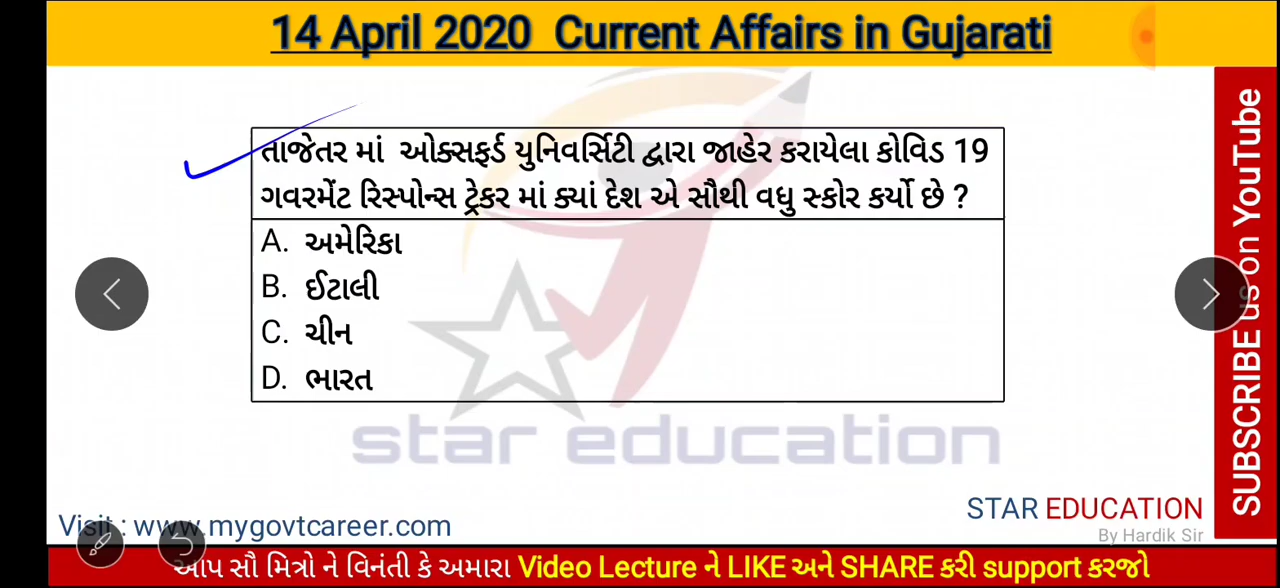 14 April 2020 Current Affairs in Gujarati
તાજેતર માં ઓક્સફર્ડ યુનિવર્સિટી દ્વારા જાહેર કરાયેલા કોવિડ 19
ગવરમેંટ રિસ્પોન્સ ટ્રેકર માં ક્યાં દેશ એ સૌથી વધુ સ્કોર કર્યો છે ?
A. અમેરિકા
B. ઈટાલી
C. ચીન
D. ભારત
star education
STAR EDUCATION
Visit : www.mygovtcareer.com
By Hardik Sir
આપ સૌ મિત્રો ને વિનંતી કે અમારા Video Lecture ને LIKE અને SHARE કરી support કરજો
SUBSCRIBE us on YouTube